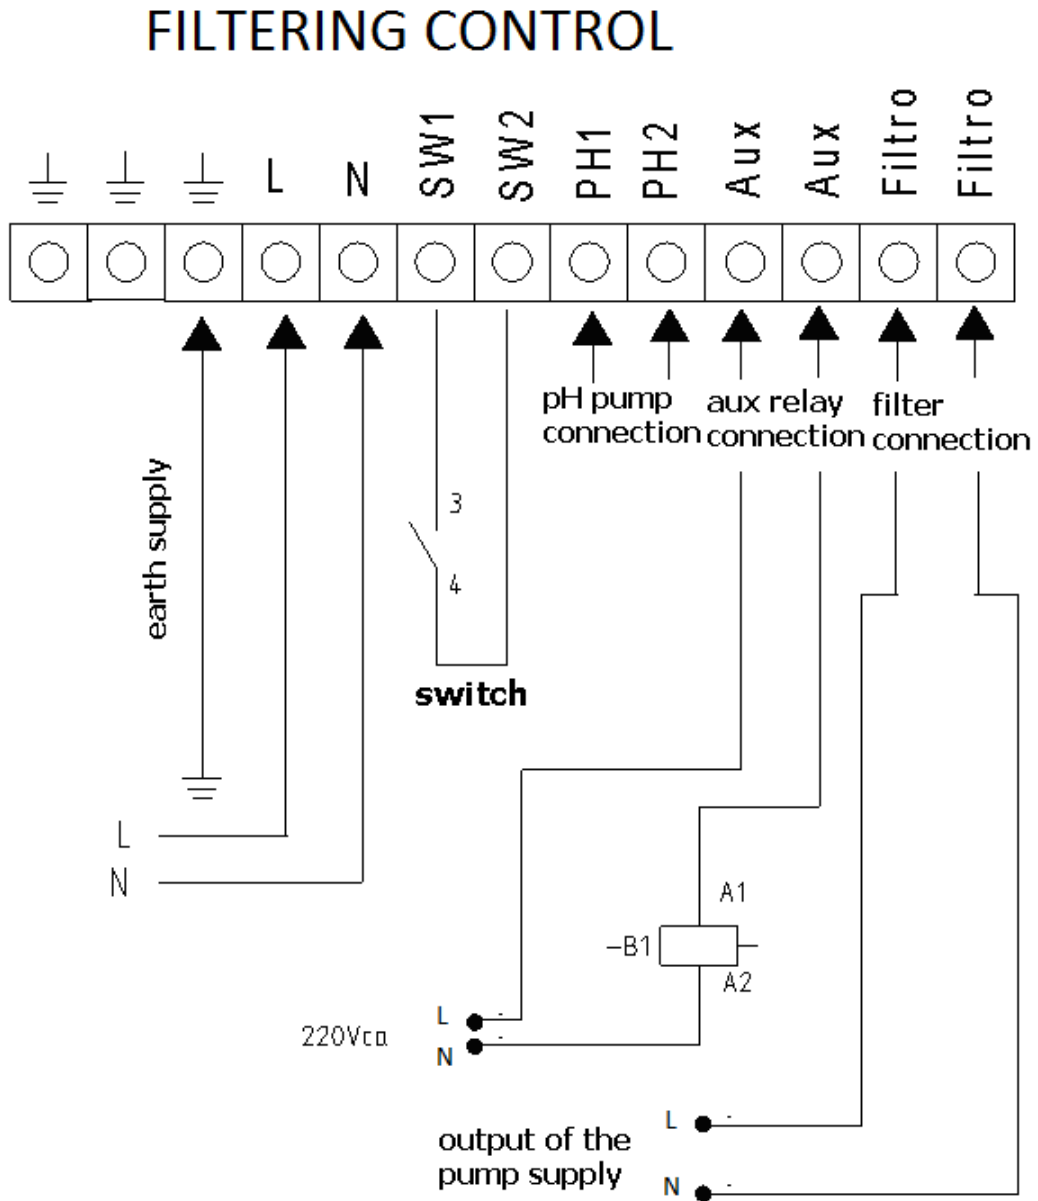 FILTERING CONTROL
L
N
SW1
SW2
PH1
PH2
Aux
Aux
Filtro
Filtro
pH pump
connection
aux relay
connection
filter
connection
earth supply
3
4
switch
L
N
A1
-B1
A2
220Vca
L
N
output of the
pump supply
L
N